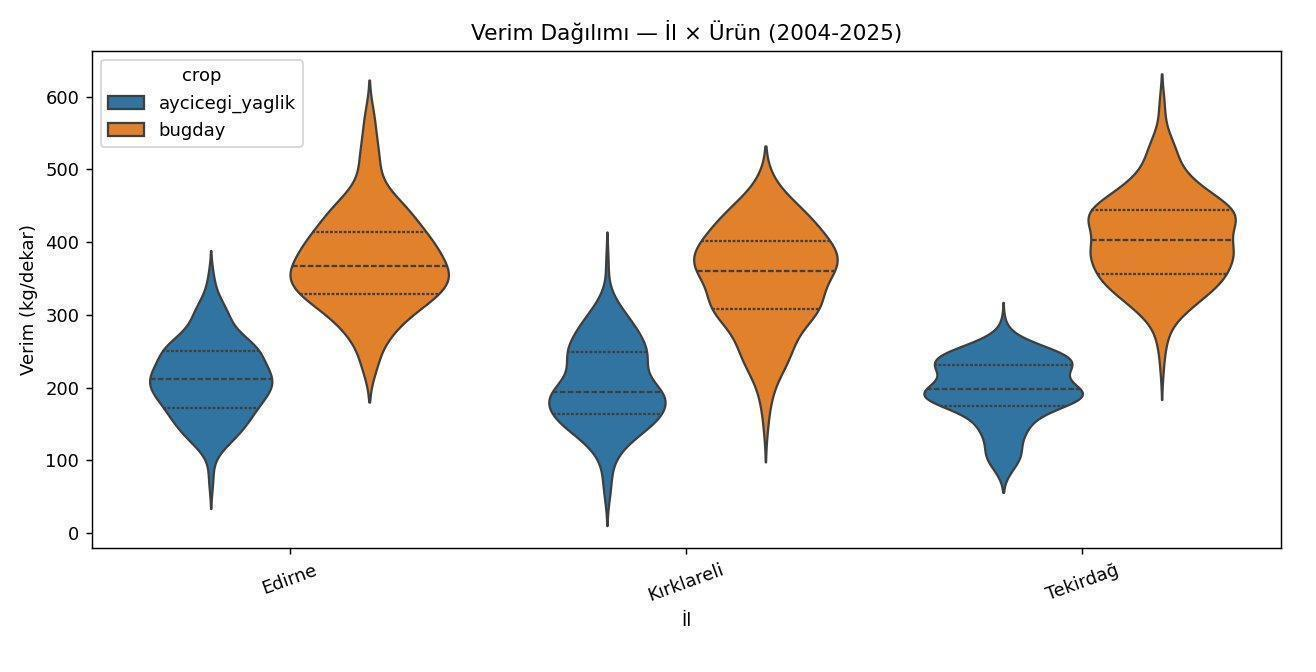 Verim Dağılımı — İl × Ürün (2004-2025)
crop
aycicegi_yaglik
bugday
Verim (kg/dekar)
600
500
400
300
200
100
0
Edirne
Kırklareli
Tekirdağ
İl